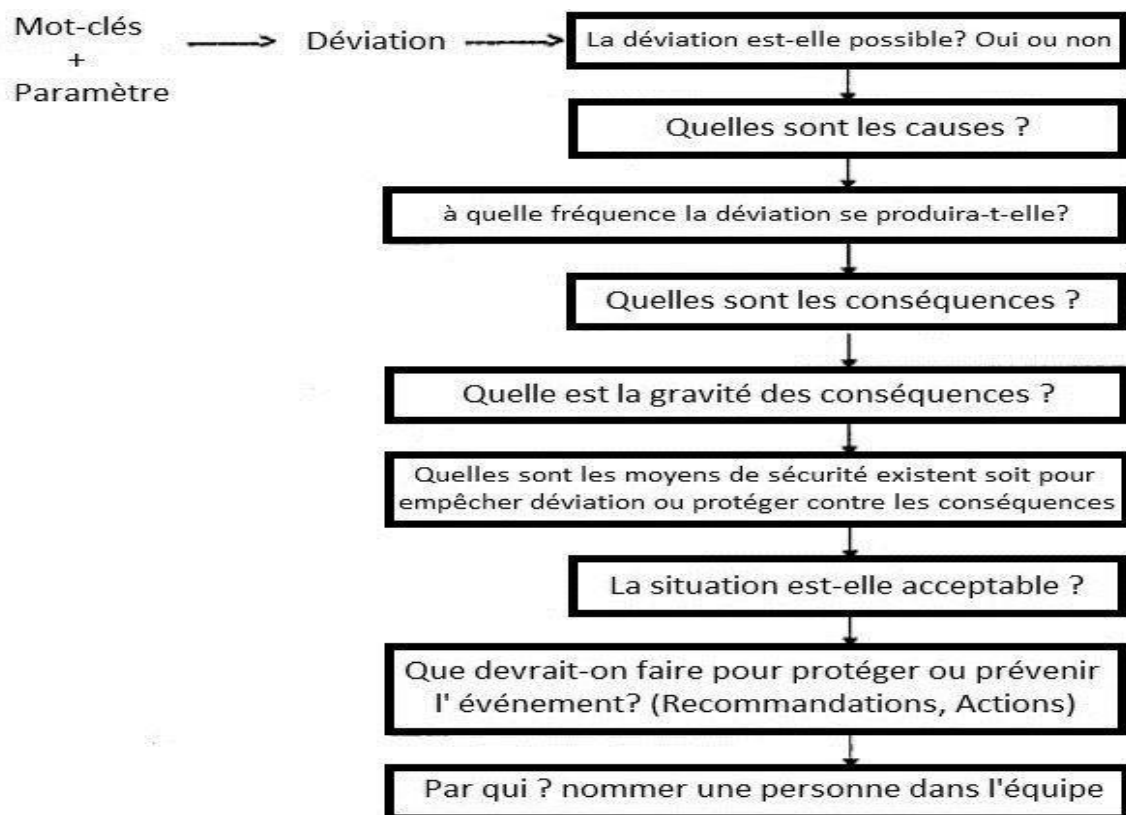 Mot-clés
+
Paramètre
Déviation
La déviation est-elle possible? Oui ou non
Quelles sont les causes ?
à quelle fréquence la déviation se produira-t-elle?
Quelles sont les conséquences ?
Quelle est la gravité des conséquences ?
Quelles sont les moyens de sécurité existent soit pour
empêcher déviation ou protéger contre les conséquences
La situation est-elle acceptable ?
Que devrait-on faire pour protéger ou prévenir
l' événement? (Recommandations, Actions)
Par qui ? nommer une personne dans l'équipe